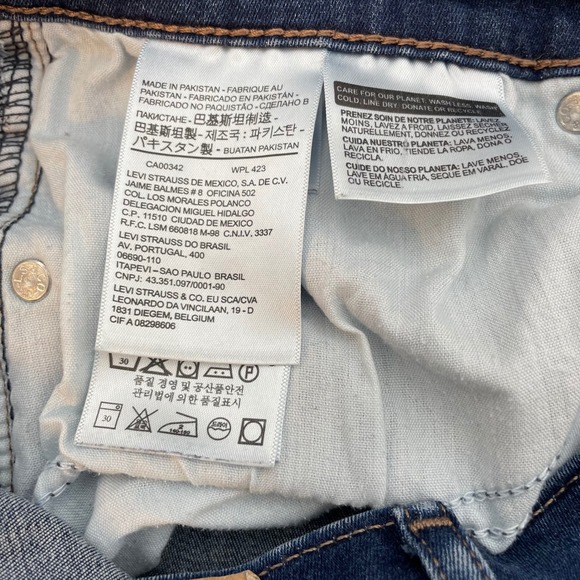 MADE IN PAKISTAN - FABRIQUE AU
PAKISTAN - FABRICADO EN PAKISTÁN -
FABRICADO NO PAQUISTÃO - СДЕЛАНО В
ПАКИСТАНЕ - 巴基斯坦制造 -
巴基斯坦製 - 제조국 : 파키스탄 -
パキスタン製 - BUATAN PAKISTAN
CA00342 WPL 423
LEVI STRAUSS DE MEXICO, S.A. DE C.V.
JAIME BALMES # 8 OFICINA 502
COL. LOS MORALES POLANCO
DELEGACION MIGUEL HIDALGO
C.P. 11510 CIUDAD DE MEXICO
R.F.C. LSM 660818 M-98 C.N.I.V. 3337
LEVI STRAUSS DO BRASIL
AV. PORTUGAL, 400
06690-110
ITAPEVI – SAO PAULO BRASIL
CNPJ: 43.351.097/0001-90
LEVI STRAUSS & CO. EU SCA/CVA
LEONARDO DA VINCILAAN, 19 - D
1831 DIEGEM, BELGIUM
CIF A 08298606
30
품질 경영 및 공산품안전
관리법에 의한 품질표시
30 2 드라이
CARE FOR OUR PLANET: WASH LESS, WASH
COLD, LINE DRY, DONATE OR RECYCLE
PRENEZ SOIN DE NOTRE PLANETE: LAVEZ
MOINS, LAVEZ A FROID, LAISSEZ SÉCHER
NATURELLEMENT, DONNEZ OU RECYCLEZ
CUIDA NUESTRO PLANETA: LAVA MENOS,
LAVA EN FRÍO, TIENDE LA ROPA, DONA Ó
RECICLA.
CUIDE DO NOSSO PLANETA: LAVE MENOS,
LAVE EM ÁGUA FRIA, SEQUE EM VARAL, DOE
OU RECICLE.